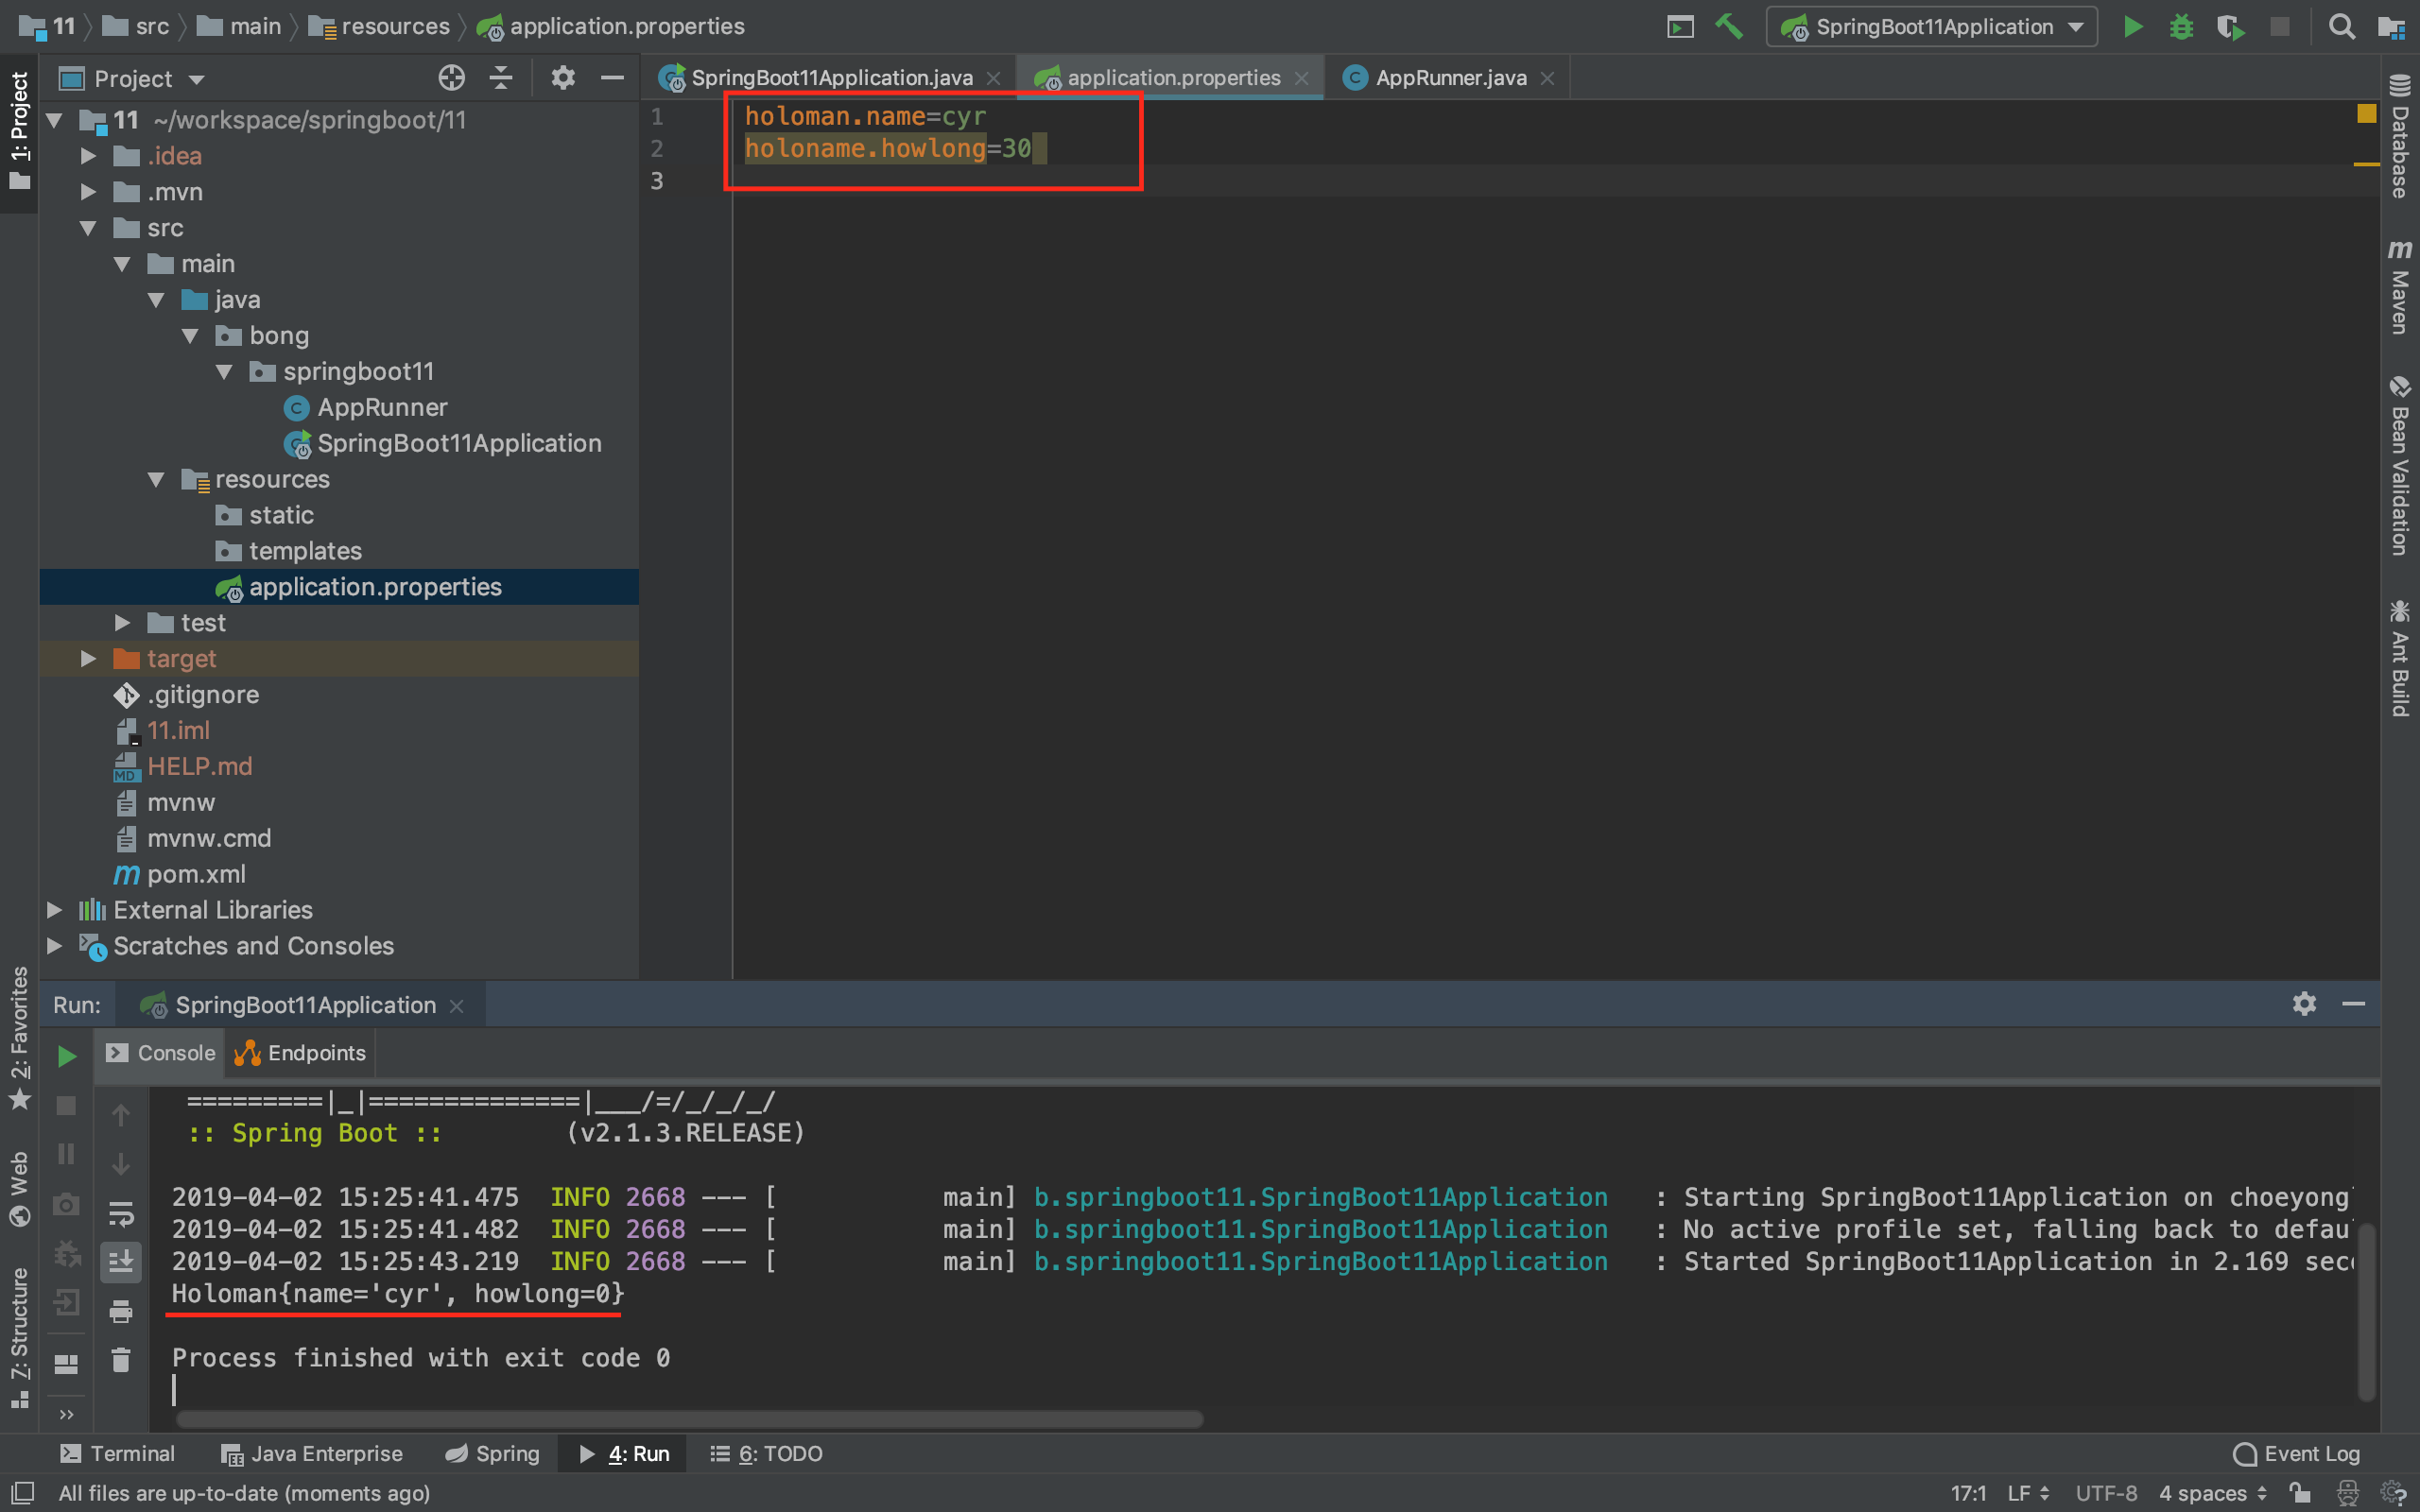 11 src main resources application.properties SpringBoot11Application
1: Project
Project
SpringBoot11Application.java application.properties AppRunner.java
11 ~/workspace/springboot/11
.idea
.mvn
src
main
java
bong
springboot11
AppRunner
SpringBoot11Application
resources
static
templates
application.properties
test
target
.gitignore
11.iml
HELP.md
mvnw
mvnw.cmd
pom.xml
External Libraries
Scratches and Consoles
1 holoman.name=cyr
2 holoname.howlong=30
3
Database
Maven
Bean Validation
Ant Build
2: Favorites
Web
7: Structure
Run: SpringBoot11Application
Console Endpoints
=========|_|==============|___/=/_/_/_/
:: Spring Boot :: (v2.1.3.RELEASE)
2019-04-02 15:25:41.475 INFO 2668 --- [ main] b.springboot11.SpringBoot11Application : Starting SpringBoot11Application on choeyong
2019-04-02 15:25:41.482 INFO 2668 --- [ main] b.springboot11.SpringBoot11Application : No active profile set, falling back to defau
2019-04-02 15:25:43.219 INFO 2668 --- [ main] b.springboot11.SpringBoot11Application : Started SpringBoot11Application in 2.169 sec
Holoman{name='cyr', howlong=0}
Process finished with exit code 0
Terminal Java Enterprise Spring 4: Run 6: TODO Event Log
All files are up-to-date (moments ago) 17:1 LF UTF-8 4 spaces